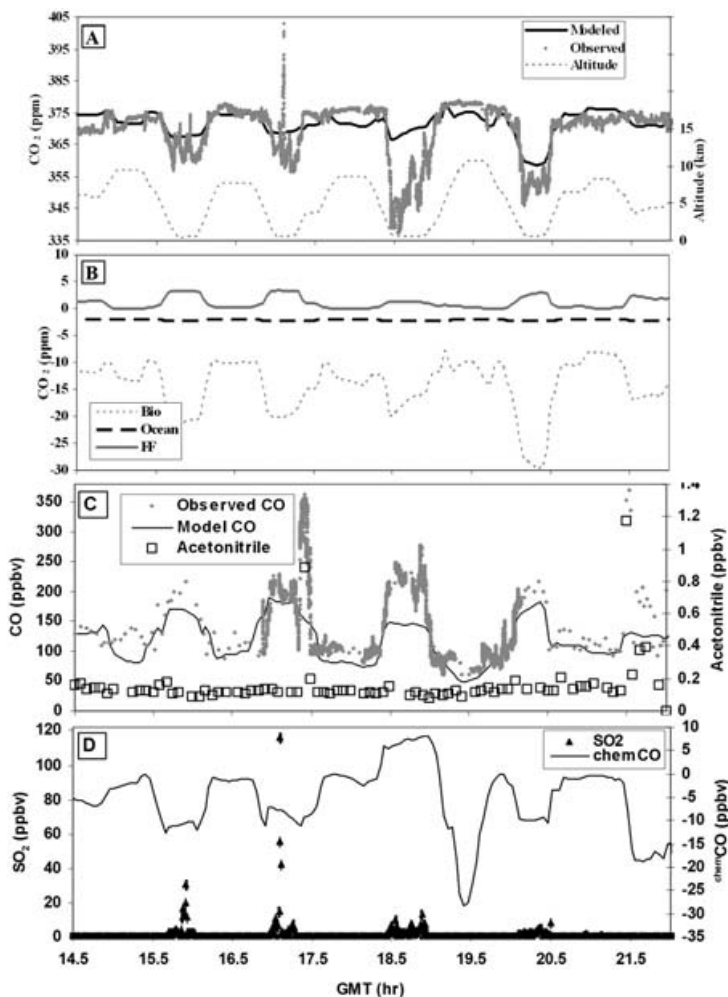 A
405
395
385
375
365
355
345
335
CO2 (ppm)
Modeled
Observed
Altitude
15
10
5
0
Altitude (km)
B
10
5
0
-5
-10
-15
-20
-25
-30
CO2 (ppm)
Bio
Ocean
FF
C
350
300
250
200
150
100
50
0
CO (ppbv)
Observed CO
Model CO
Acetonitrile
1.4
1.2
1
0.8
0.6
0.4
0.2
0
Acetonitrile (ppbv)
D
120
100
80
60
40
20
0
SO2 (ppbv)
SO2
chemCO
10
5
0
-5
-10
-15
-20
-25
-30
-35
chemCO (ppbv)
14.5 15.5 16.5 17.5 18.5 19.5 20.5 21.5
GMT (hr)